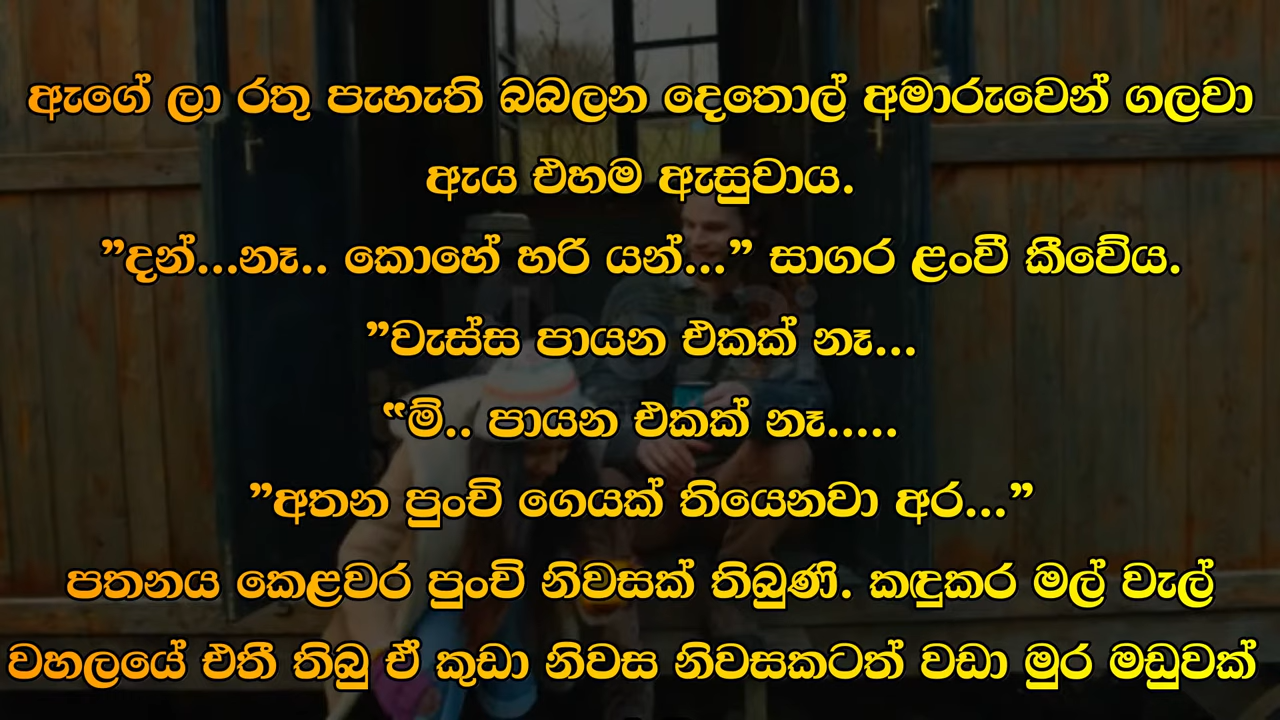 ඇගේ ලා රතු පැහැති බබලන දෙතොල් අමාරුවෙන් ගලවා
ඇය එහම ඇසුවාය.
”දන්...නෑ.. කොහේ හරි යන්...” සාගර ළංවී කීවේය.
”වැස්ස පායන එකක් නෑ...
“ම්.. පායන එකක් නෑ.....
”අතන පුංචි ගෙයක් තියෙනවා අර...”
පතනය කෙළවර පුංචි නිවසක් තිබුණි. කඳුකර මල් වැල්
වහලයේ එතී තිබු ඒ කුඩා නිවස නිවසකටත් වඩා මුර මඩුවක්